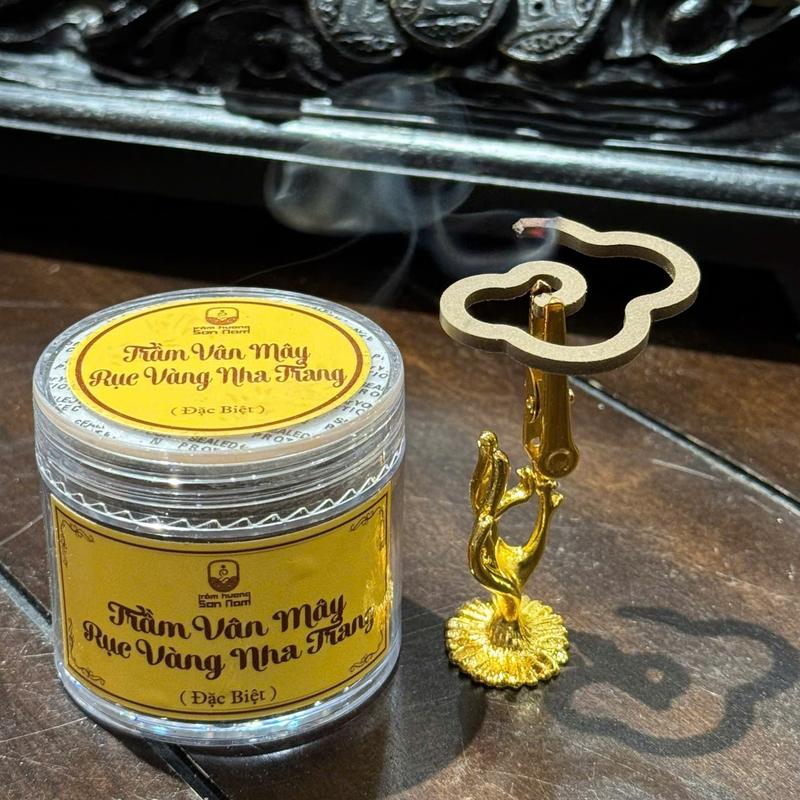 trầm hương
Sơn Nam
Trầm Vân Mây
Rục Vàng Nha Trang
( Đặc Biệt )
SEALED
trầm hương
Sơn Nam
Trầm Vân Mây
Rục Vàng Nha Trang
( Đặc Biệt )